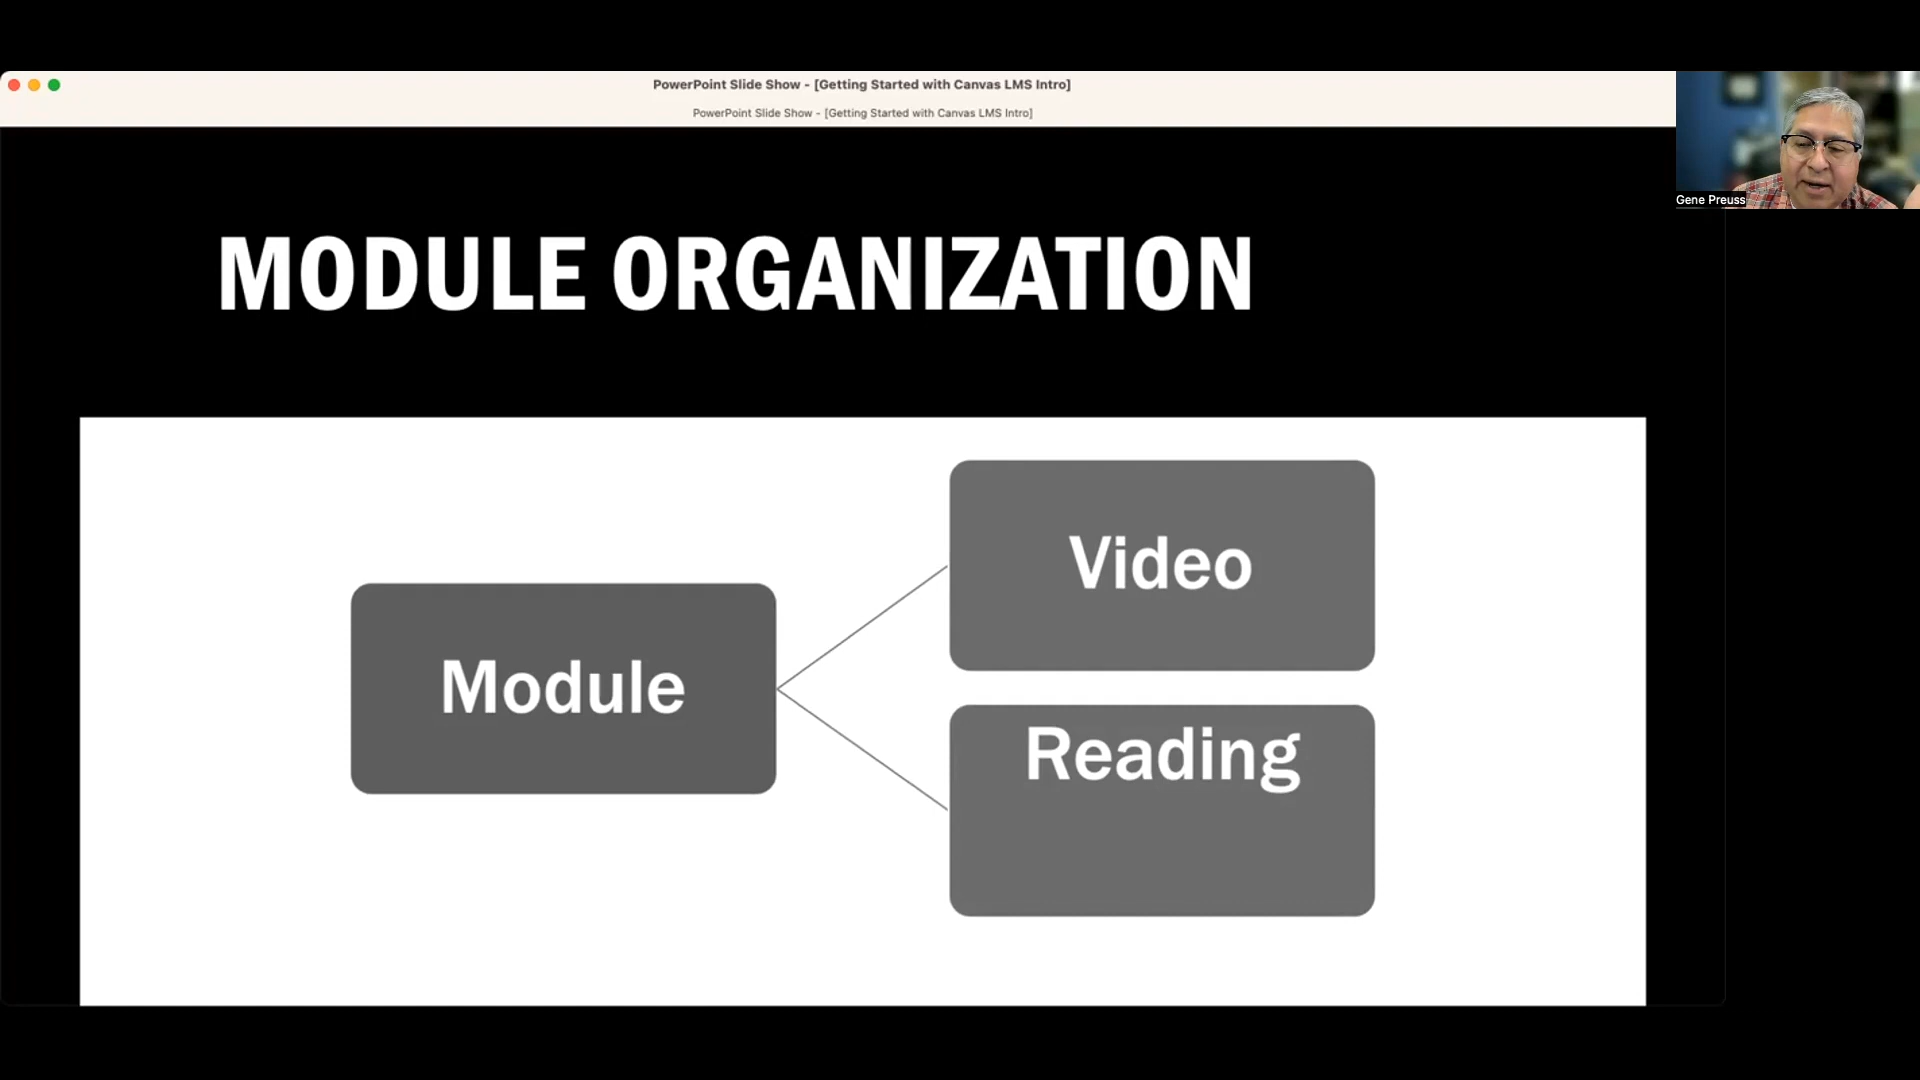 PowerPoint Slide Show - [Getting Started with Canvas LMS Intro]
PowerPoint Slide Show - [Getting Started with Canvas LMS Intro]
Gene Preuss
MODULE ORGANIZATION
Module
Video
Reading